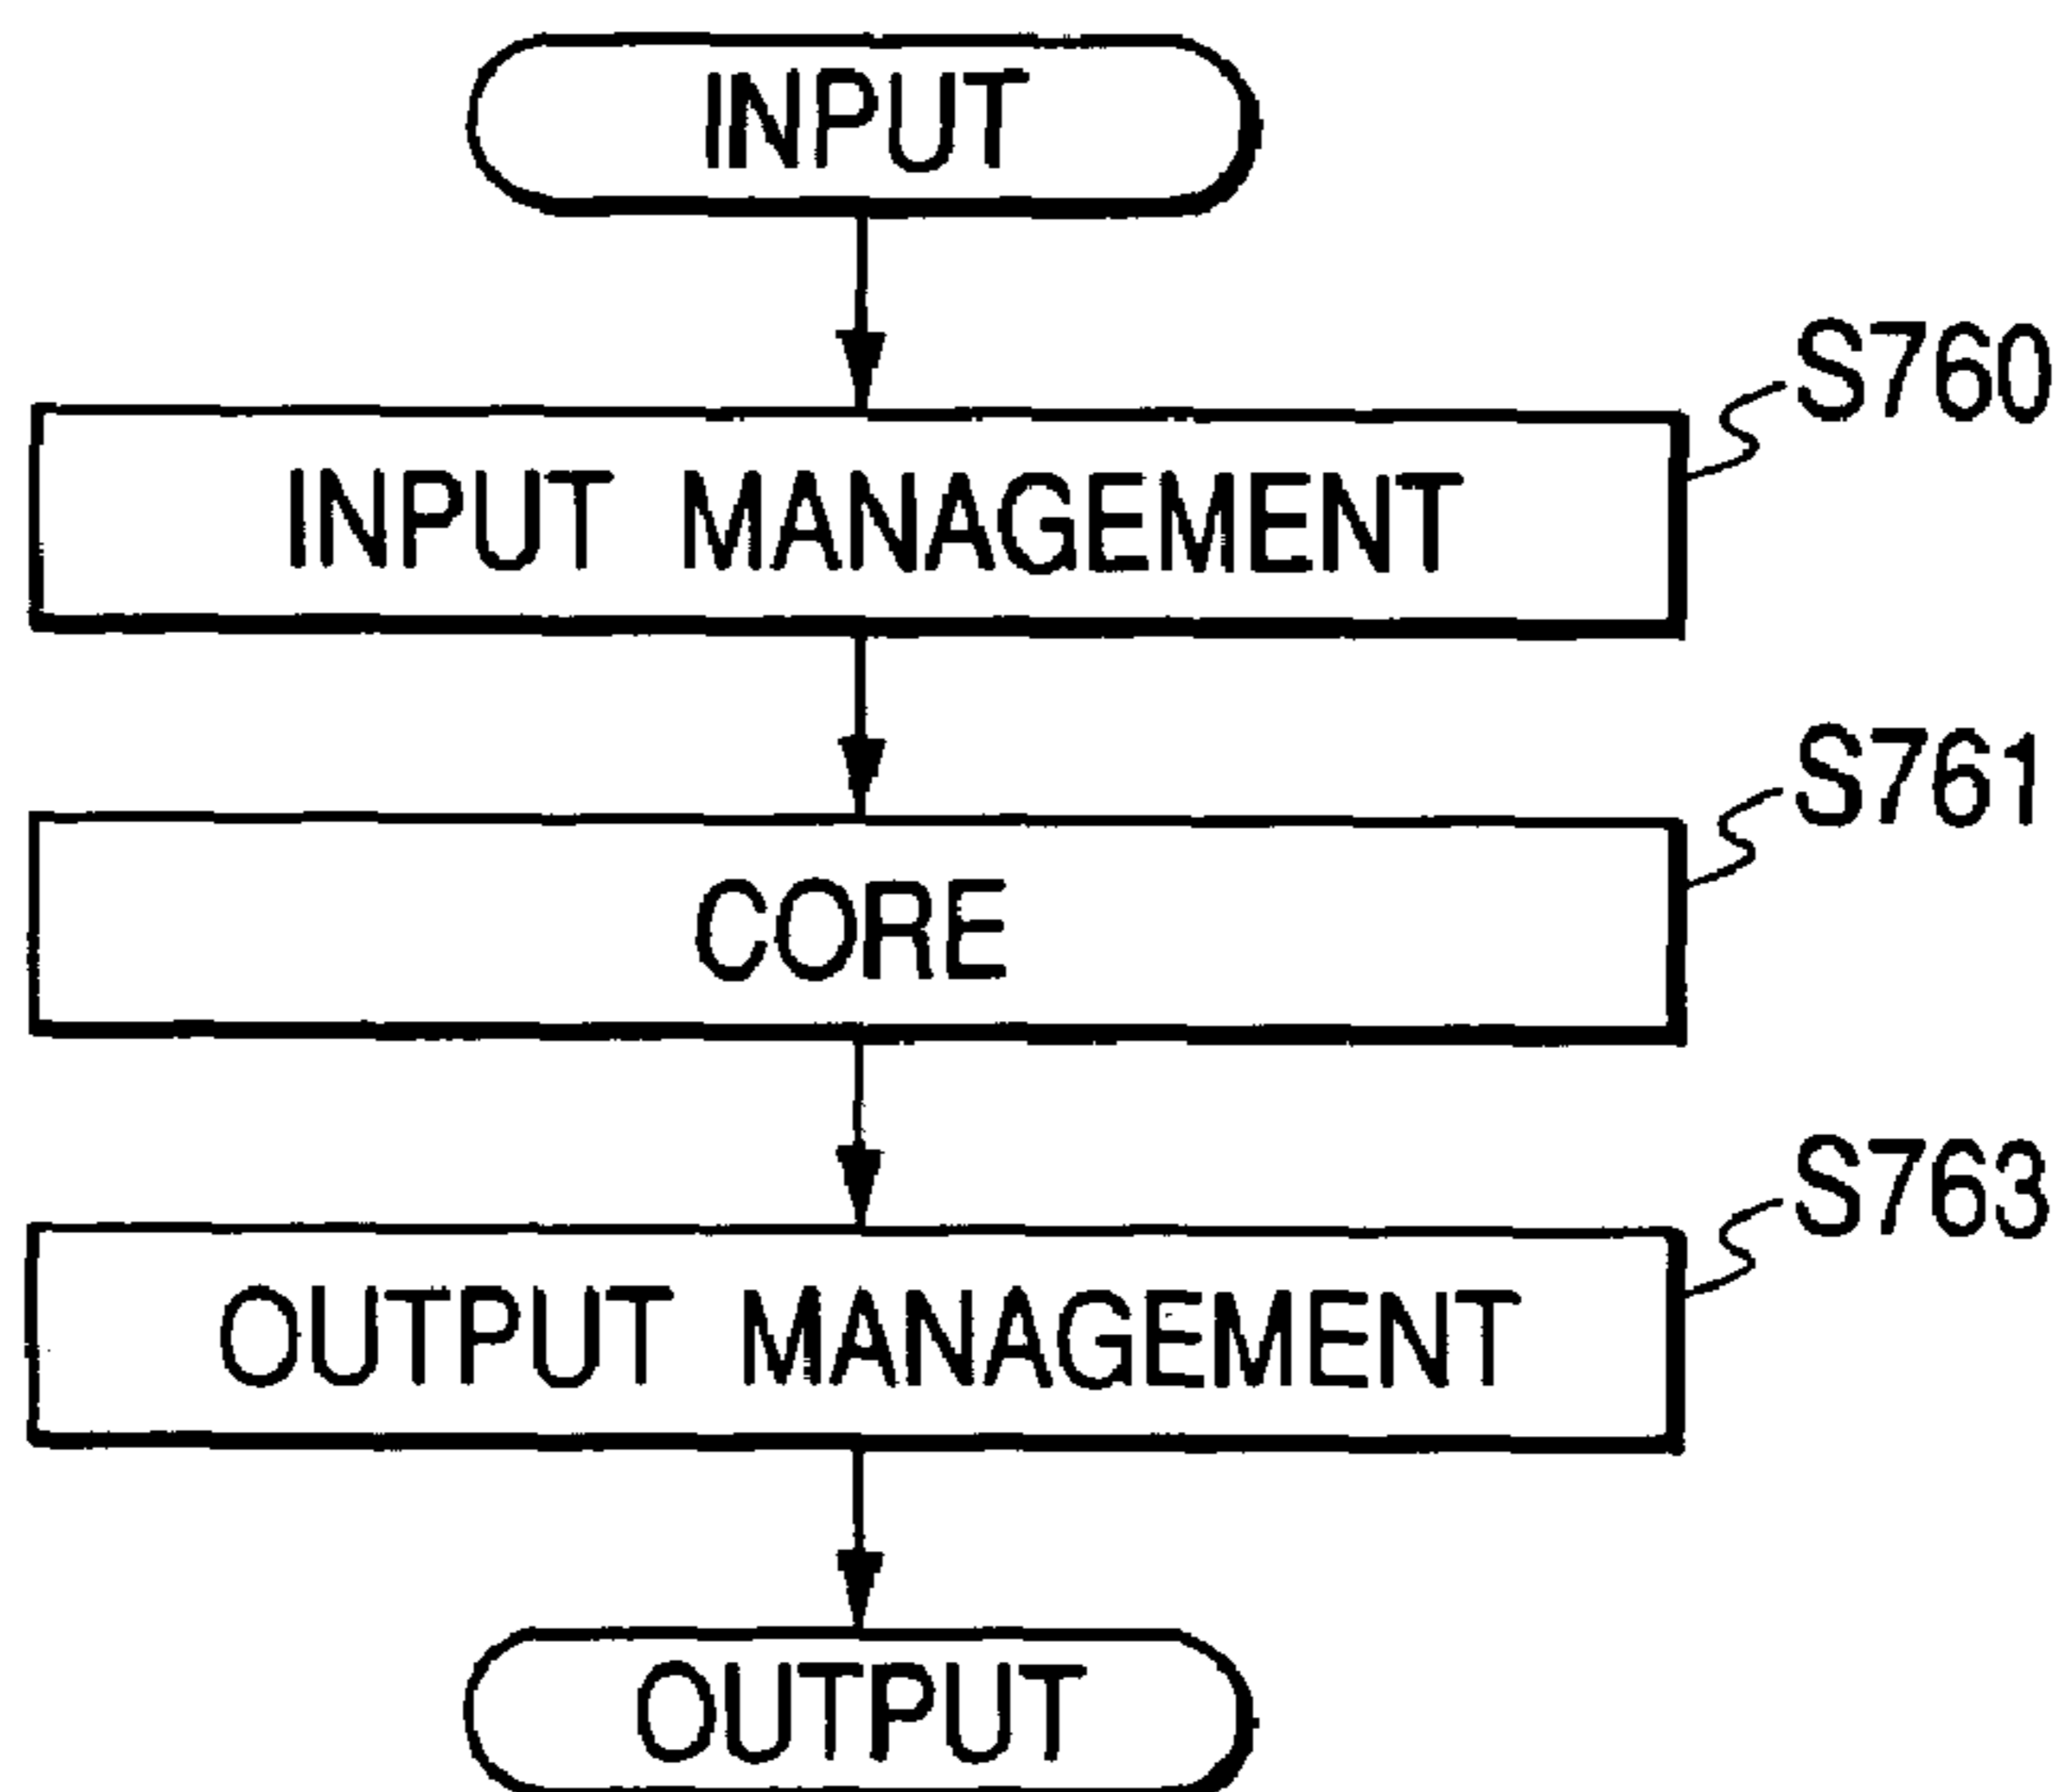 INPUT
S760
INPUT MANAGEMENT
S761
CORE
S763
OUTPUT MANAGEMENT
OUTPUT